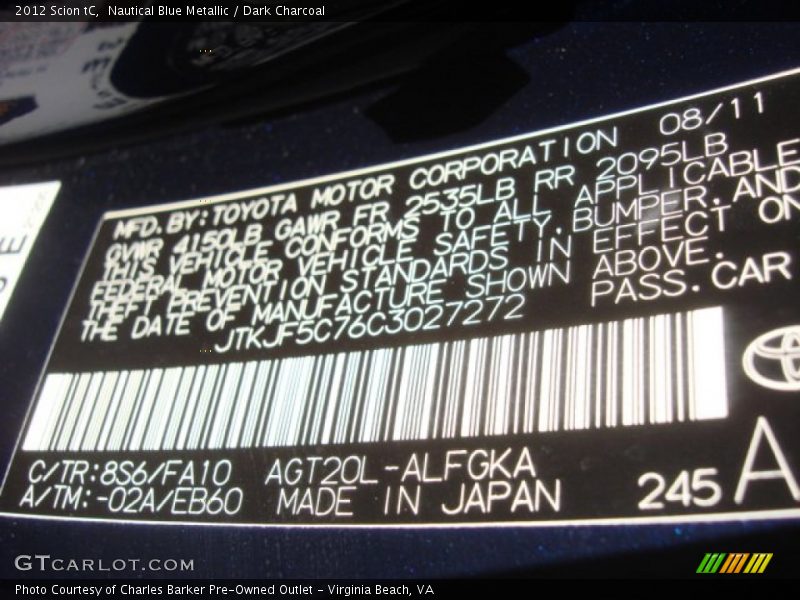 2012 Scion tC, Nautical Blue Metallic / Dark Charcoal
MFD.BY:TOYOTA MOTOR CORPORATION 08/11
GVWR 4150LB GAWR FR 2535LB RR 2095LB
THIS VEHICLE CONFORMS TO ALL APPLICABLE
FEDERAL MOTOR VEHICLE SAFETY,BUMPER,AND
THEFT PREVENTION STANDARDS IN EFFECT ON
THE DATE OF MANUFACTURE SHOWN ABOVE.
JTKJF5C76C3027272 PASS.CAR
C/TR:8S6/FA10 AGT20L-ALFGKA
A/TM:-02A/EB60 MADE IN JAPAN 245 A
GTCARLOT.COM
Photo Courtesy of Charles Barker Pre-Owned Outlet - Virginia Beach, VA